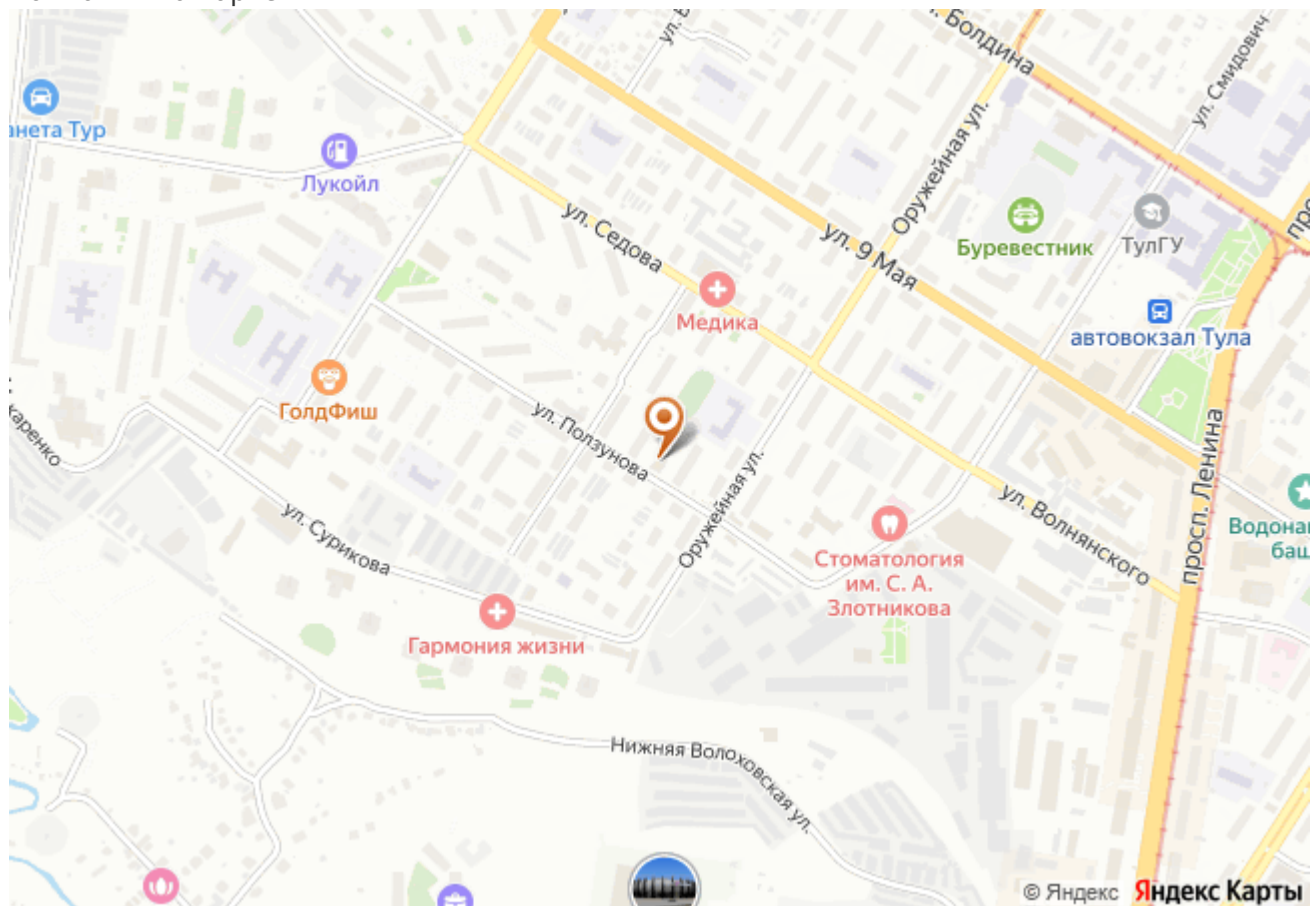 ул. Болдина
ул. Смидович
анета Тур
Лукойл
Оружейная ул.
ул. Седова
ул. 9 Мая
Буревестник
ТулГУ
Медика
автовокзал Тула
ГолдФиш
ул. Ползунова
каренко
просп. Ленина
Оружейная ул.
ул. Волнянского
ул. Сурикова
Стоматология
им. С. А.
Злотникова
Водона
баш
Гармония жизни
Нижняя Волоховская ул.
© Яндекс Яндекс Карты